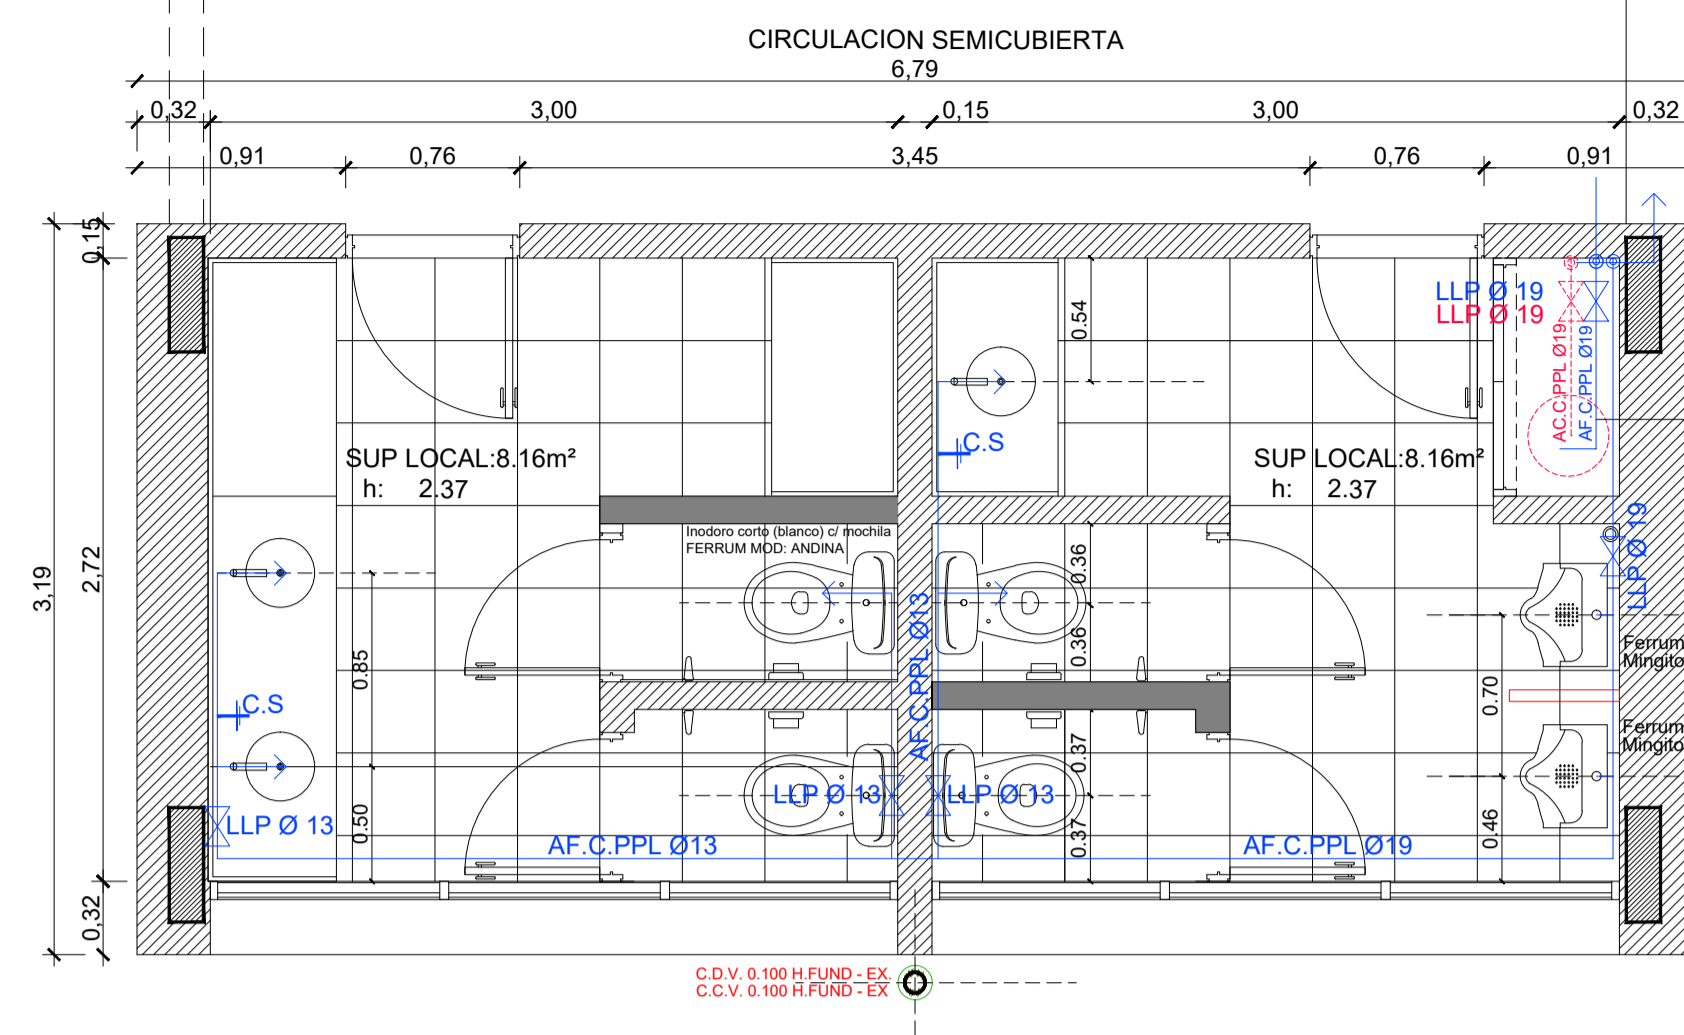 CIRCULACION SEMICUBIERTA
6,79
0,32
3,00
0,15
3,00
0,32
0,91
0,76
3,45
0,76
0,91
0,15
2,72
3,19
0,32
0.54
LLP Ø 19
LLP Ø 19
AC.C.PPL Ø19
AF.C.PPL Ø19
C.S
SUP LOCAL:8.16m²
h: 2.37
SUP LOCAL:8.16m²
h: 2.37
Inodoro corto (blanco) c/ mochila
FERRUM MOD: ANDINA
0.36
0.36
LLP Ø 19
AF.C.PPL Ø13
Ferrum
Mingito
0.85
C.S
0.70
Ferrum
Mingito
0.37
0.37
LLP Ø 13
LLP Ø 13
LLP Ø 13
0.50
0.46
AF.C.PPL Ø13
AF.C.PPL Ø19
C.D.V. 0.100 H.FUND - EX.
C.C.V. 0.100 H.FUND - EX